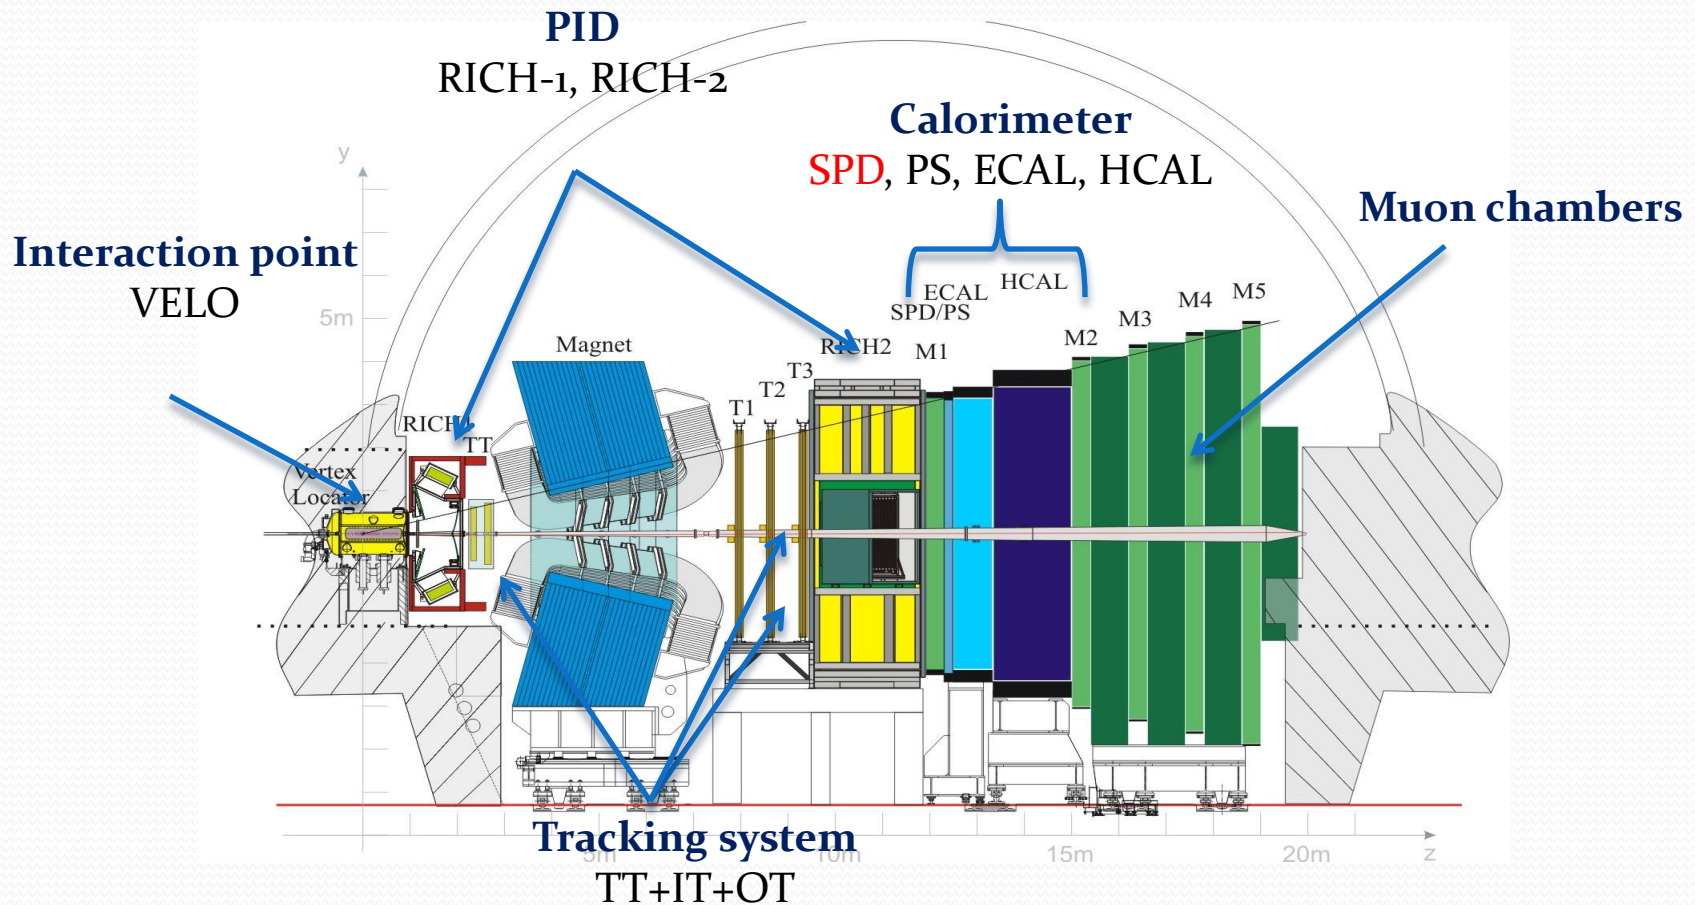 PID
RICH-1, RICH-2
Calorimeter
SPD, PS, ECAL, HCAL
Muon chambers
Interaction point
VELO
y
5m
HCAL
ECAL
SPD/PS
M5
M4
M3
M2
M1
RICH2
Magnet
T3
T2
T1
RICH1
TT
Vertex
Locator
Tracking system
TT+IT+OT
5m
10m
15m
20m
z